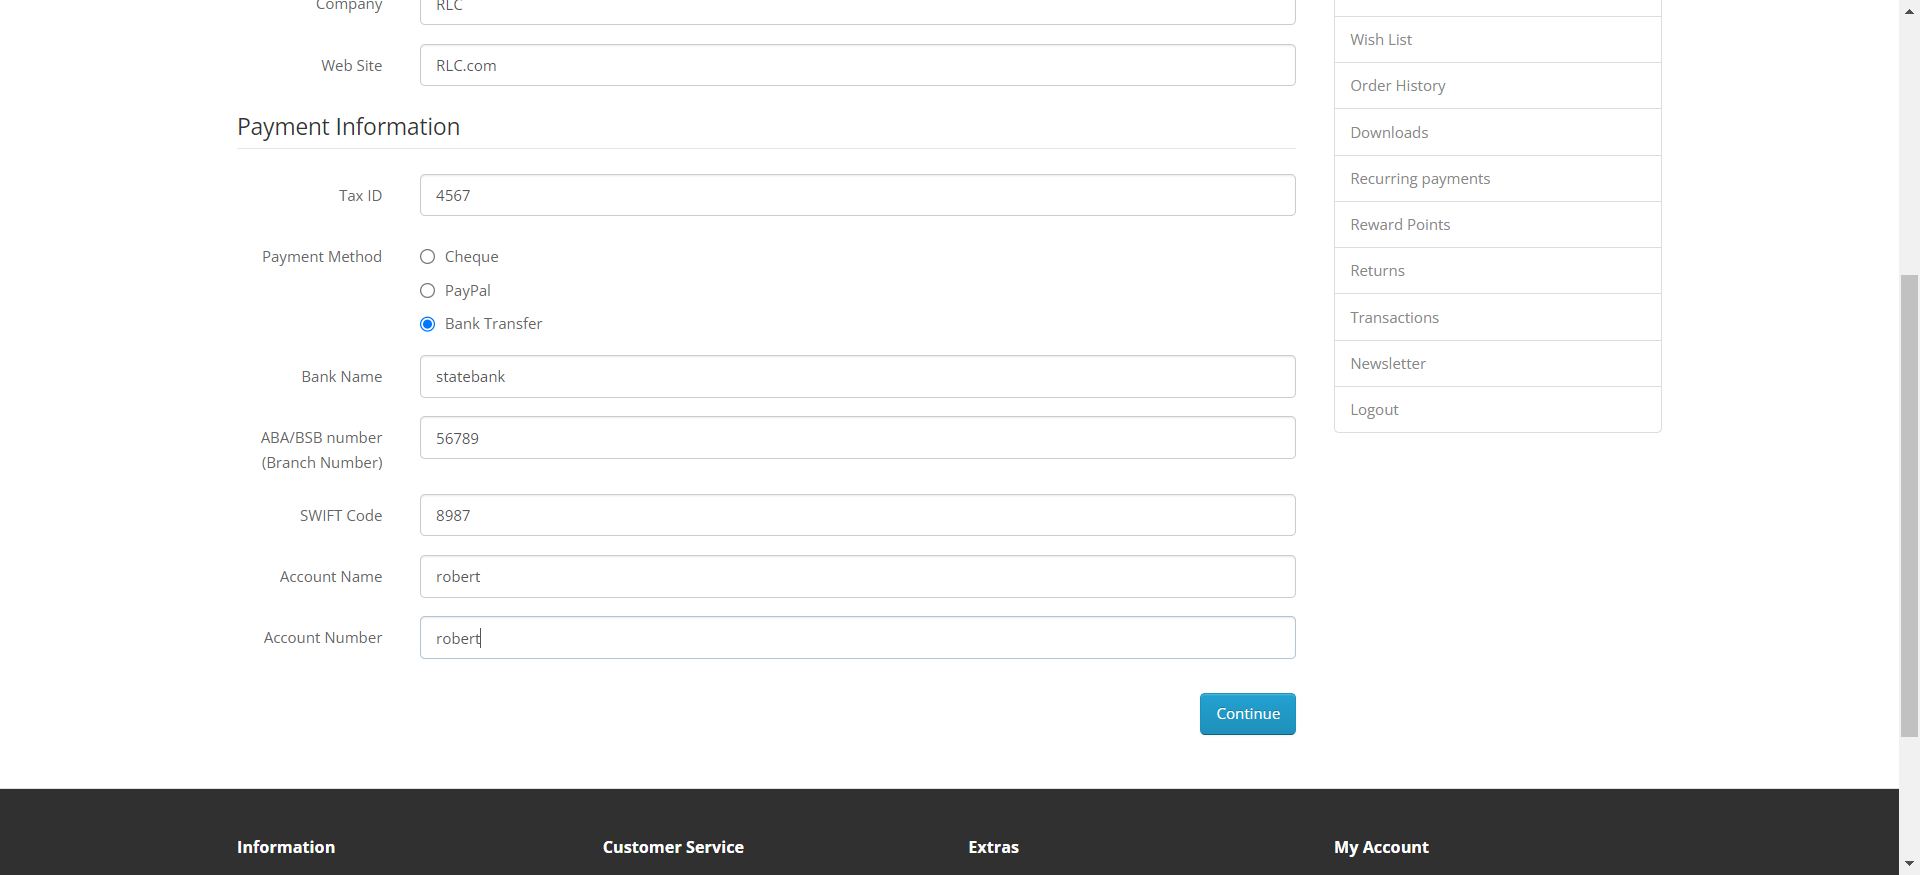 Company
RLC
Web Site
RLC.com
Payment Information
Tax ID
4567
Payment Method
Cheque
PayPal
Bank Transfer
Bank Name
statebank
ABA/BSB number
(Branch Number)
56789
SWIFT Code
8987
Account Name
robert
Account Number
robert
Continue
Wish List
Order History
Downloads
Recurring payments
Reward Points
Returns
Transactions
Newsletter
Logout
Information
Customer Service
Extras
My Account